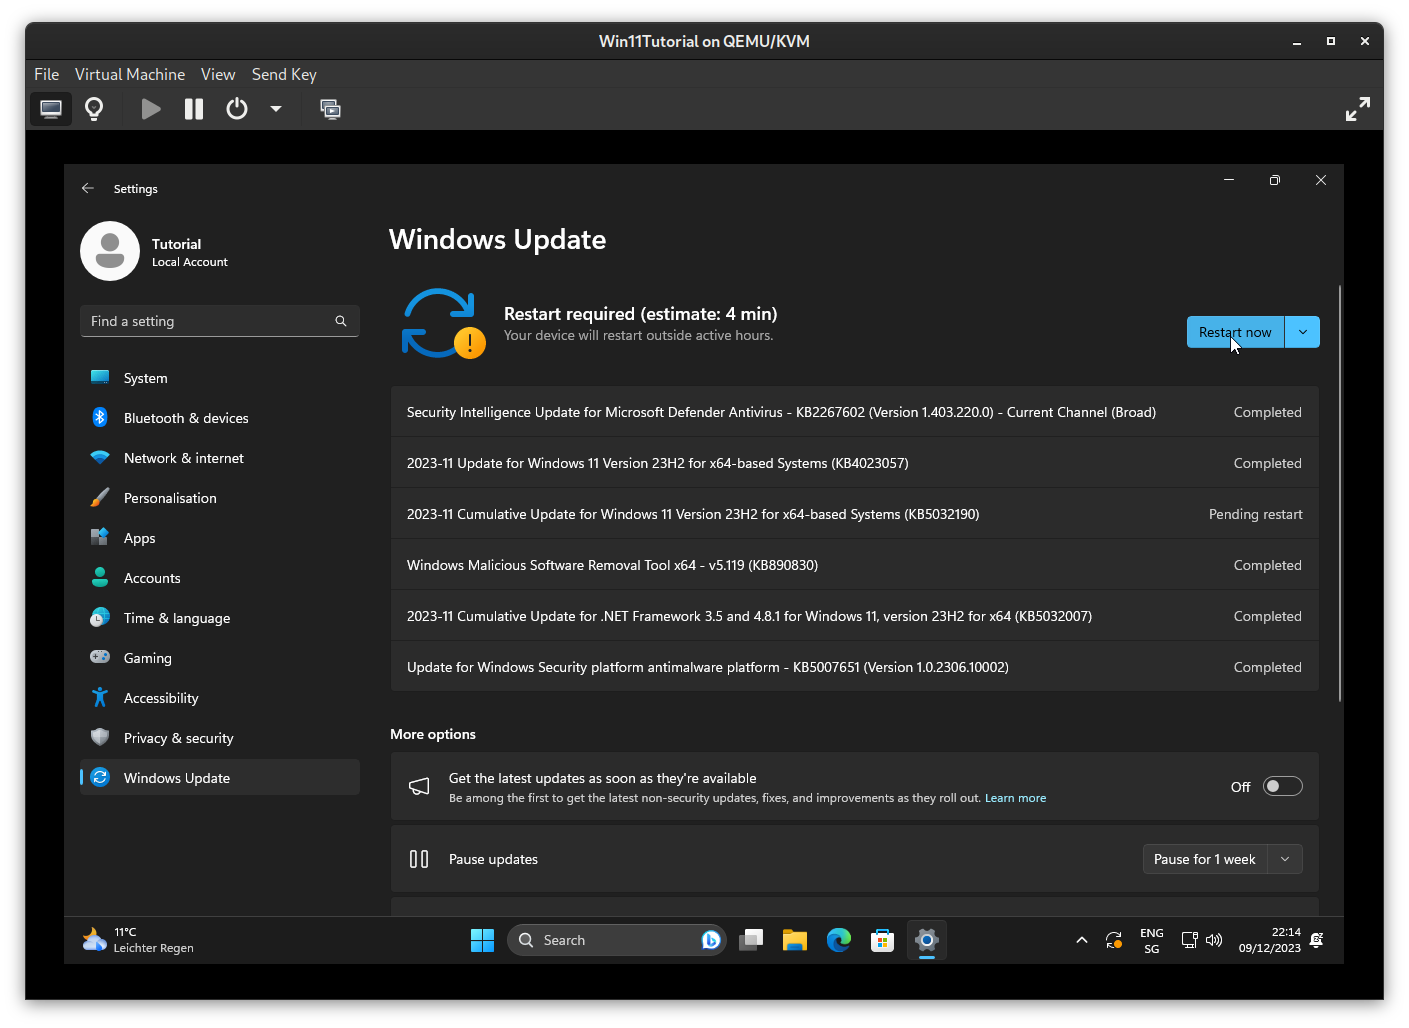 Win11Tutorial on QEMU/KVM
File Virtual Machine View Send Key
Settings
Tutorial
Local Account
Find a setting
System
Bluetooth & devices
Network & internet
Personalisation
Apps
Accounts
Time & language
Gaming
Accessibility
Privacy & security
Windows Update
Windows Update
Restart required (estimate: 4 min)
Your device will restart outside active hours.
Restart now
Security Intelligence Update for Microsoft Defender Antivirus - KB2267602 (Version 1.403.220.0) - Current Channel (Broad) Completed
2023-11 Update for Windows 11 Version 23H2 for x64-based Systems (KB4023057) Completed
2023-11 Cumulative Update for Windows 11 Version 23H2 for x64-based Systems (KB5032190) Pending restart
Windows Malicious Software Removal Tool x64 - v5.119 (KB890830) Completed
2023-11 Cumulative Update for .NET Framework 3.5 and 4.8.1 for Windows 11, version 23H2 for x64 (KB5032007) Completed
Update for Windows Security platform antimalware platform - KB5007651 (Version 1.0.2306.10002) Completed
More options
Get the latest updates as soon as they're available
Be among the first to get the latest non-security updates, fixes, and improvements as they roll out. Learn more
Off
Pause updates
Pause for 1 week
11°C
Leichter Regen
Search
ENG
SG
22:14
09/12/2023